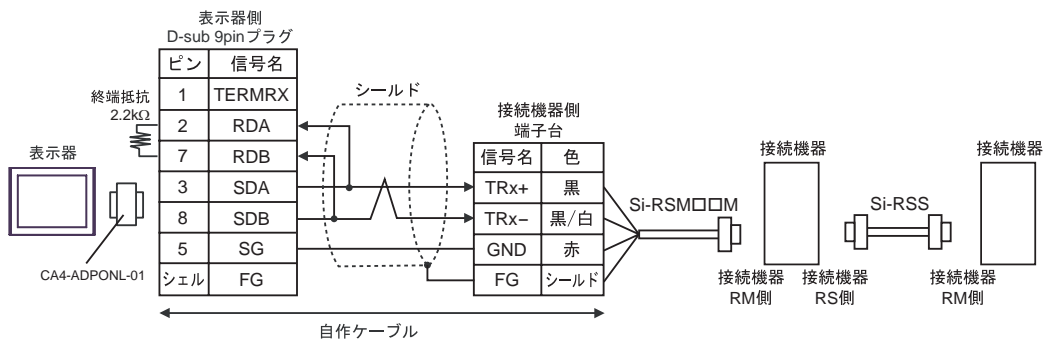 表示器側
D-sub 9pinプラグ
ピン 信号名
1 TERMRX
2 RDA
7 RDB
3 SDA
8 SDB
5 SG
シェル FG
終端抵抗
2.2kΩ
表示器
CA4-ADPONL-01
シールド
接続機器側
端子台
信号名 色
TRx+ 黒
TRx− 黒/白
GND 赤
FG シールド
Si-RSM□□M
接続機器
Si-RSS
接続機器
接続機器
RM側
接続機器
RS側
接続機器
RM側
自作ケーブル